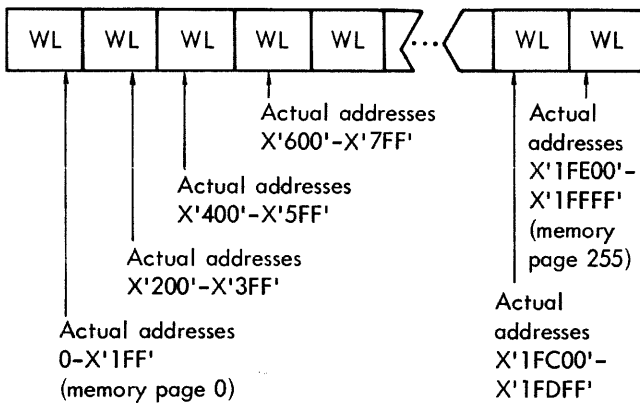 WL WL WL WL WL ... WL WL
Actual addresses
X'600'-X'7FF'
Actual addresses
X'400'-X'5FF'
Actual addresses
X'200'-X'3FF'
Actual addresses
0-X'1FF'
(memory page 0)
Actual
addresses
X'1FE00'-
X'1FFFF'
(memory
page 255)
Actual
addresses
X'1FC00'-
X'1FDFF'